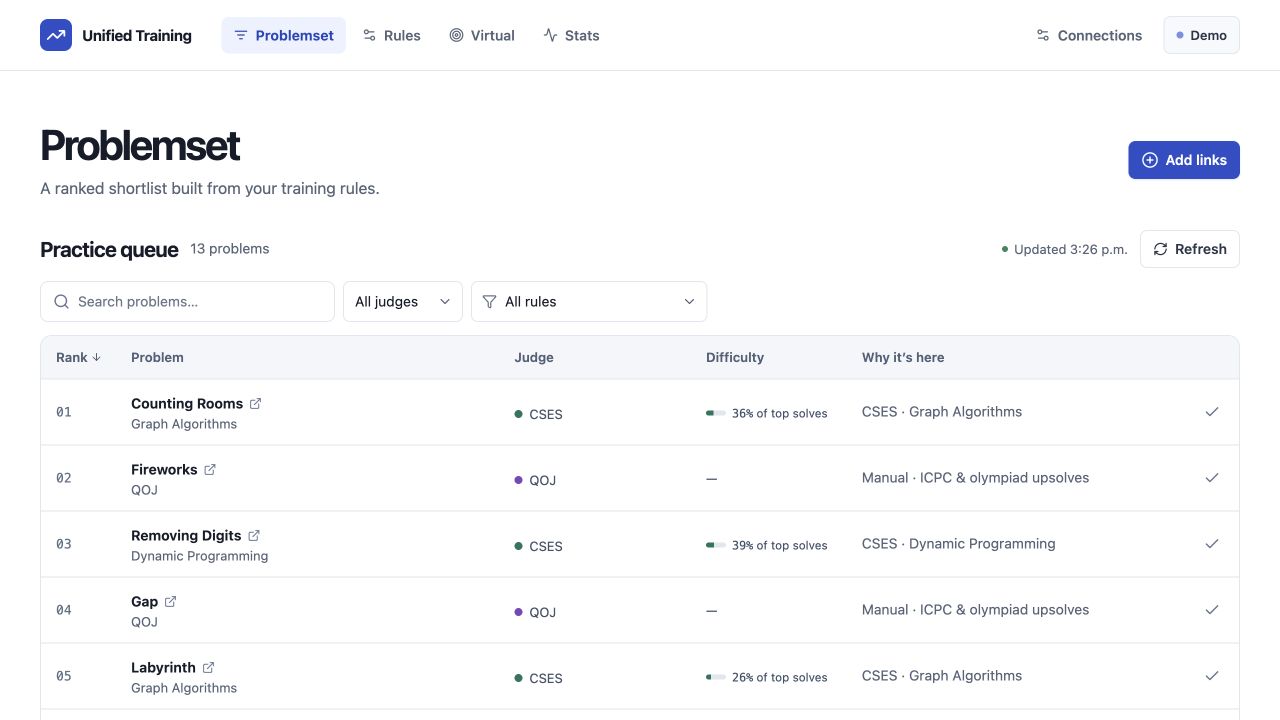 Unified Training
Problemset
Rules
Virtual
Stats
Connections
Demo
Problemset
A ranked shortlist built from your training rules.
Add links
Practice queue 13 problems
Updated 3:26 p.m.
Refresh
Search problems…
All judges
All rules
Rank ↓ Problem Judge Difficulty Why it’s here
01 Counting Rooms CSES 36% of top solves CSES · Graph Algorithms
Graph Algorithms
02 Fireworks QOJ — Manual · ICPC & olympiad upsolves
QOJ
03 Removing Digits CSES 39% of top solves CSES · Dynamic Programming
Dynamic Programming
04 Gap QOJ — Manual · ICPC & olympiad upsolves
QOJ
05 Labyrinth CSES 26% of top solves CSES · Graph Algorithms
Graph Algorithms